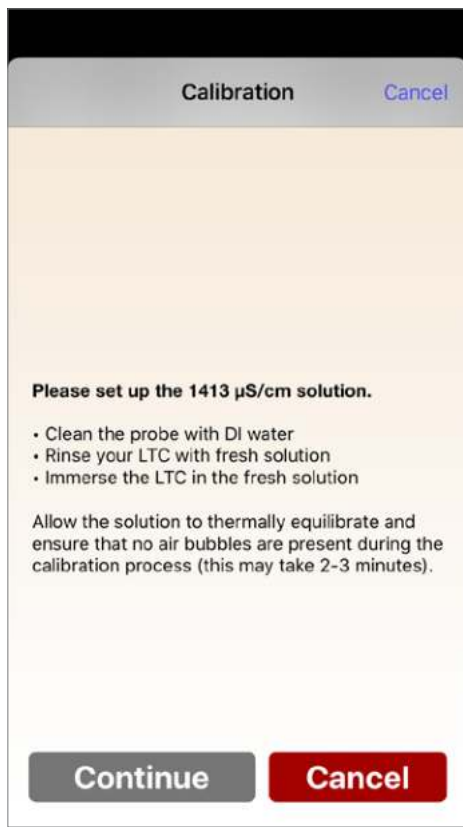 Calibration Cancel
Please set up the 1413 µS/cm solution.
• Clean the probe with DI water
• Rinse your LTC with fresh solution
• Immerse the LTC in the fresh solution
Allow the solution to thermally equilibrate and
ensure that no air bubbles are present during the
calibration process (this may take 2-3 minutes).
Continue Cancel